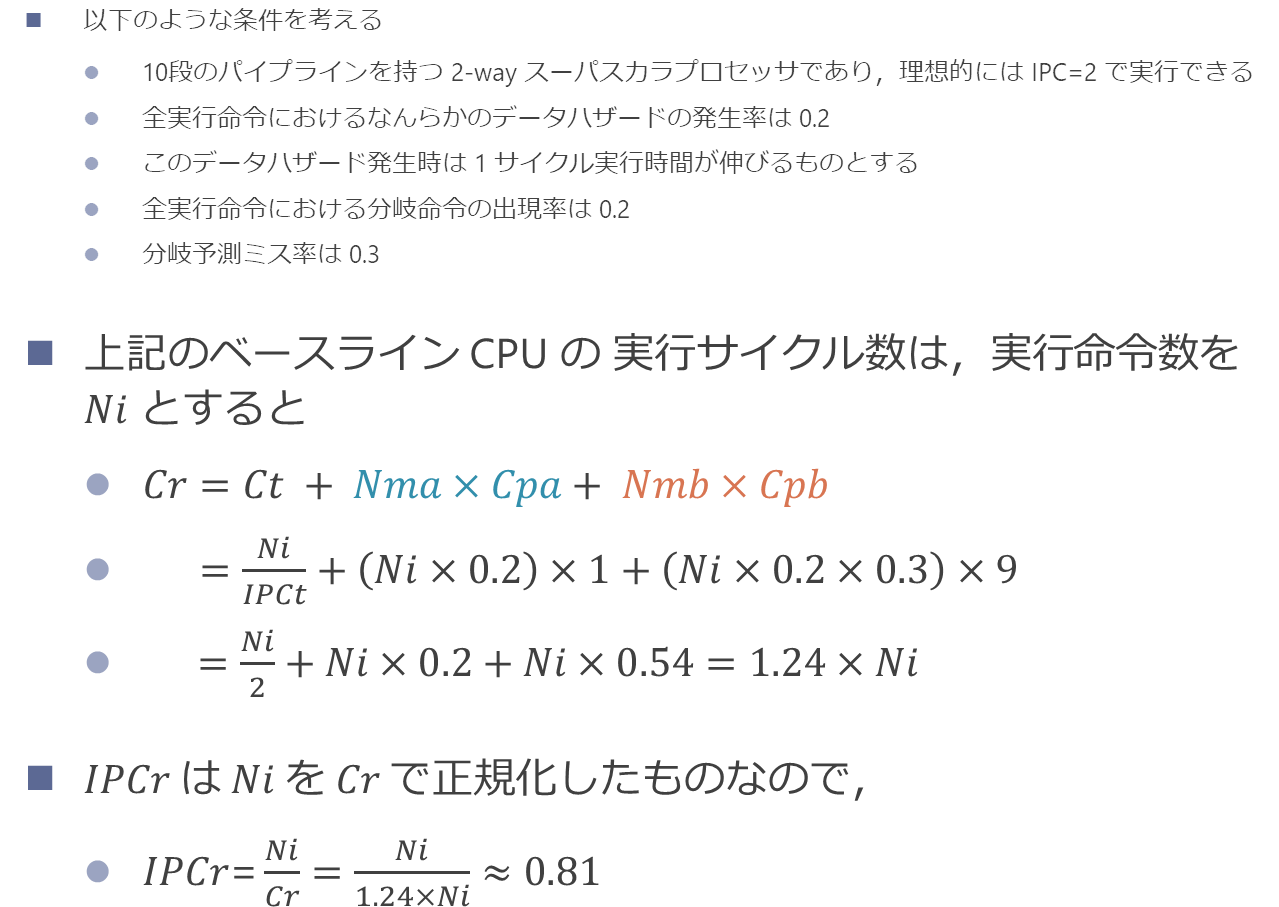 以下のような条件を考える
10段のパイプラインを持つ 2-way スーパスカラプロセッサであり，理想的には IPC=2 で実行できる
全実行命令におけるなんらかのデータハザードの発生率は 0.2
このデータハザード発生時は 1 サイクル実行時間が伸びるものとする
全実行命令における分岐命令の出現率は 0.2
分岐予測ミス率は 0.3
上記のベースライン CPU の 実行サイクル数は，実行命令数を
Ni とすると
Cr = Ct + Nma × Cpa + Nmb × Cpb
= Ni/IPCt + (Ni × 0.2) × 1 + (Ni × 0.2 × 0.3) × 9
= Ni/2 + Ni × 0.2 + Ni × 0.54 = 1.24 × Ni
IPCr は Ni を Cr で正規化したものなので，
IPCr= Ni/Cr = Ni/1.24×Ni ≈ 0.81